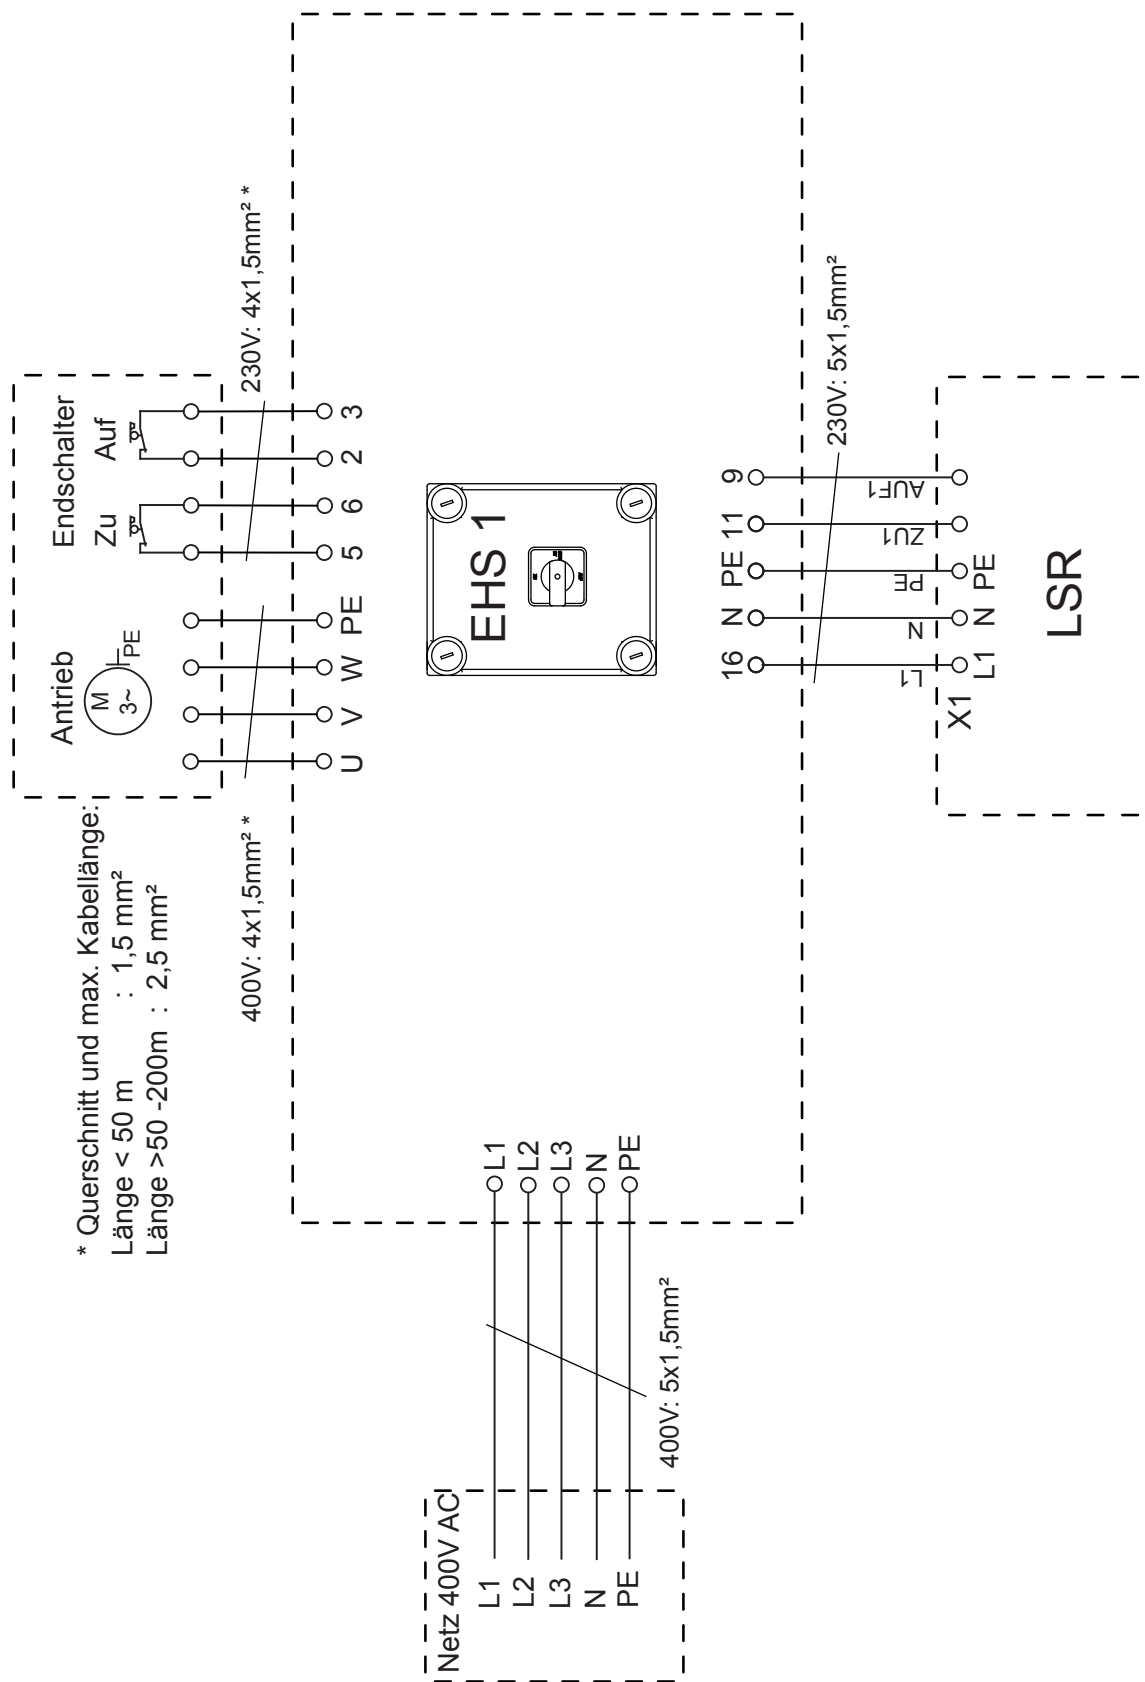 * Querschnitt und max. Kabellänge:
Länge < 50 m : 1,5 mm²
Länge >50 -200m : 2,5 mm²
Antrieb
M
3~
PE
Endschalter
Zu
Auf
400V: 4x1,5mm² *
230V: 4x1,5mm² *
U
V
W
PE
5
6
2
3
EHS 1
Netz 400V AC
L1
L2
L3
N
PE
400V: 5x1,5mm²
L1
L2
L3
N
PE
16
N
PE
11
9
230V: 5x1,5mm²
L1
N
PE
ZU1
AUF1
X1
L1
N
PE
LSR